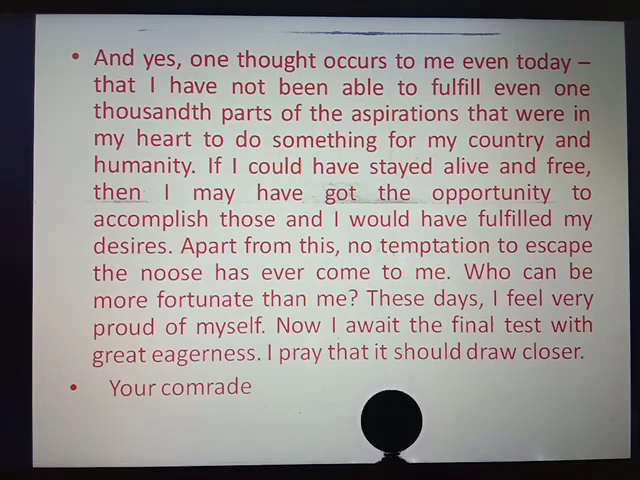 • And yes, one thought occurs to me even today –
that I have not been able to fulfill even one
thousandth parts of the aspirations that were in
my heart to do something for my country and
humanity. If I could have stayed alive and free,
then I may have got the opportunity to
accomplish those and I would have fulfilled my
desires. Apart from this, no temptation to escape
the noose has ever come to me. Who can be
more fortunate than me? These days, I feel very
proud of myself. Now I await the final test with
great eagerness. I pray that it should draw closer.
• Your comrade